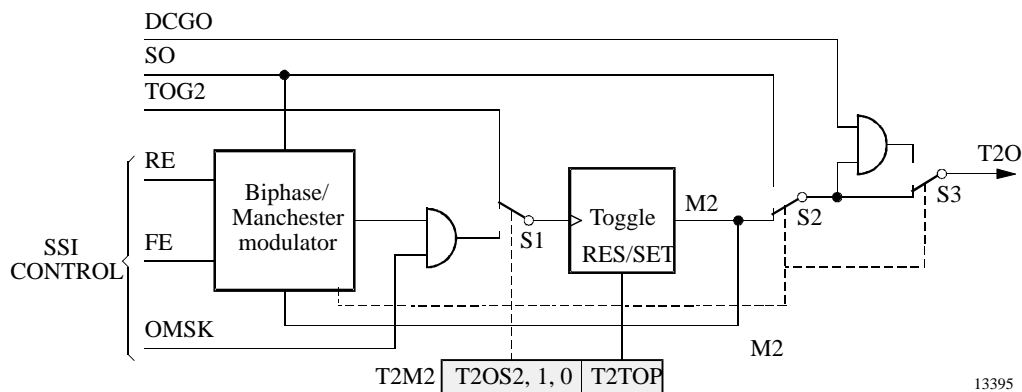 DCGO
SO
TOG2
RE
Biphase/
Manchester
modulator
FE
SSI
CONTROL
OMSK
S1
Toggle
RES/SET
M2
S2
S3
T2O
M2
T2M2
T2OS2, 1, 0
T2TOP
13395